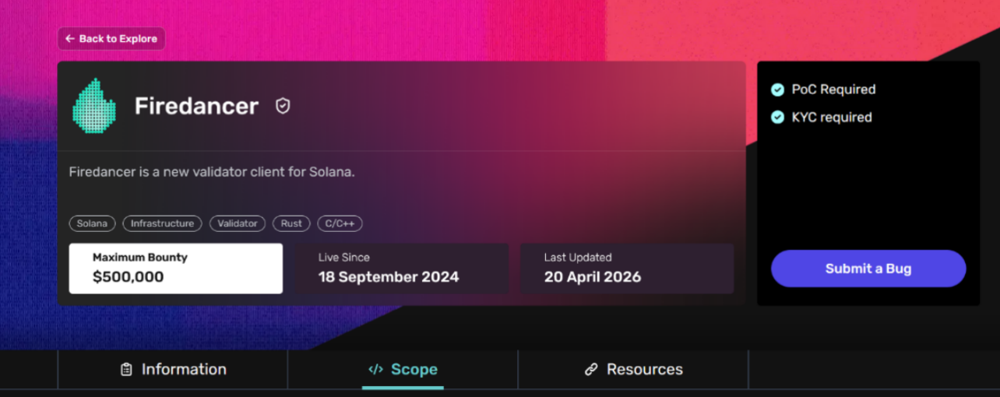 ← Back to Explore
Firedancer
Firedancer is a new validator client for Solana.
Solana
Infrastructure
Validator
Rust
C/C++
Maximum Bounty
$500,000
Live Since
18 September 2024
Last Updated
20 April 2026
PoC Required
KYC required
Submit a Bug
Information
</> Scope
Resources